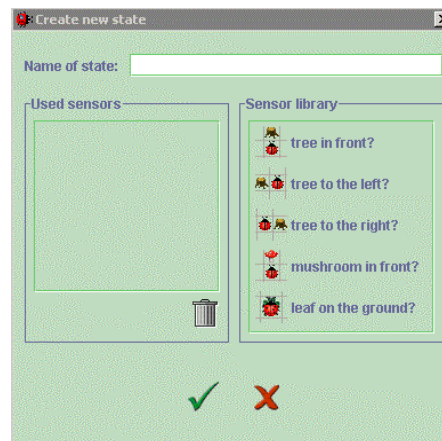 Create new state
Name of state:
Used sensors
Sensor library
tree in front?
tree to the left?
tree to the right?
mushroom in front?
leaf on the ground?